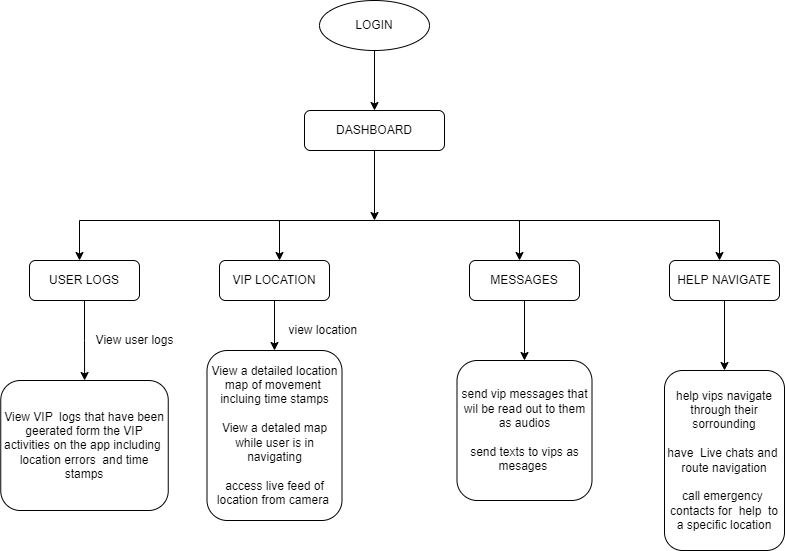 LOGIN
DASHBOARD
USER LOGS
VIP LOCATION
MESSAGES
HELP NAVIGATE
View user logs
view location
View VIP  logs that have been
geerated form the VIP
activities on the app including
location errors  and time
stamps
View a detailed location
map of movement
incluing time stamps
View a detaled map
while user is in
navigating
access live feed of
location from camera
send vip messages that
wil be read out to them
as audios
send texts to vips as
mesages
help vips navigate
through their
sorrounding
have  Live chats and
route navigation
call emergency
contacts for  help  to
a specific location